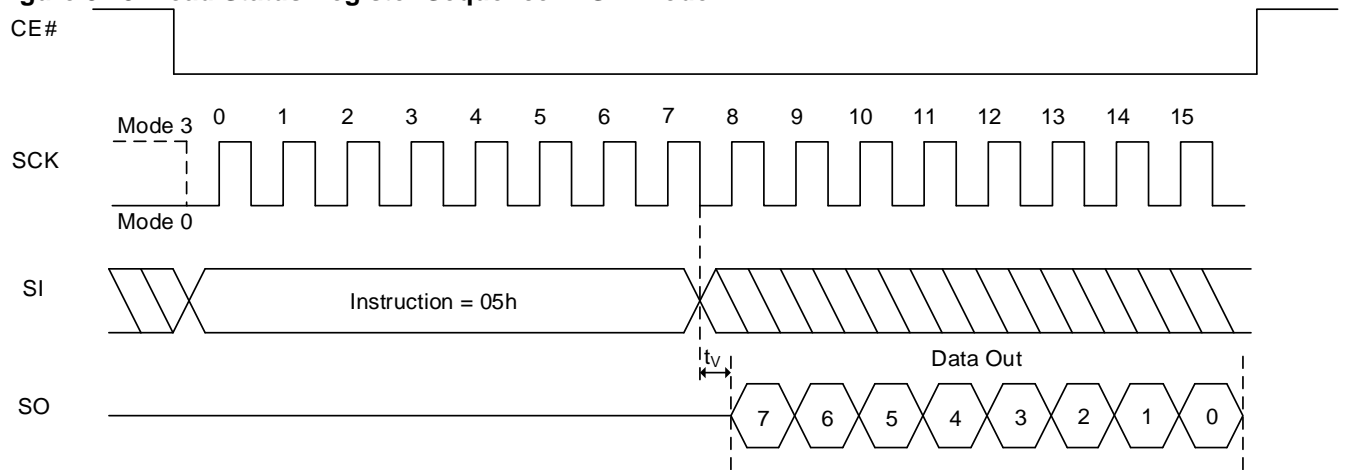 CE#
Mode 3
0 1 2 3 4 5 6 7 8 9 10 11 12 13 14 15
SCK
Mode 0
SI
Instruction = 05h
tV
Data Out
SO
7 6 5 4 3 2 1 0